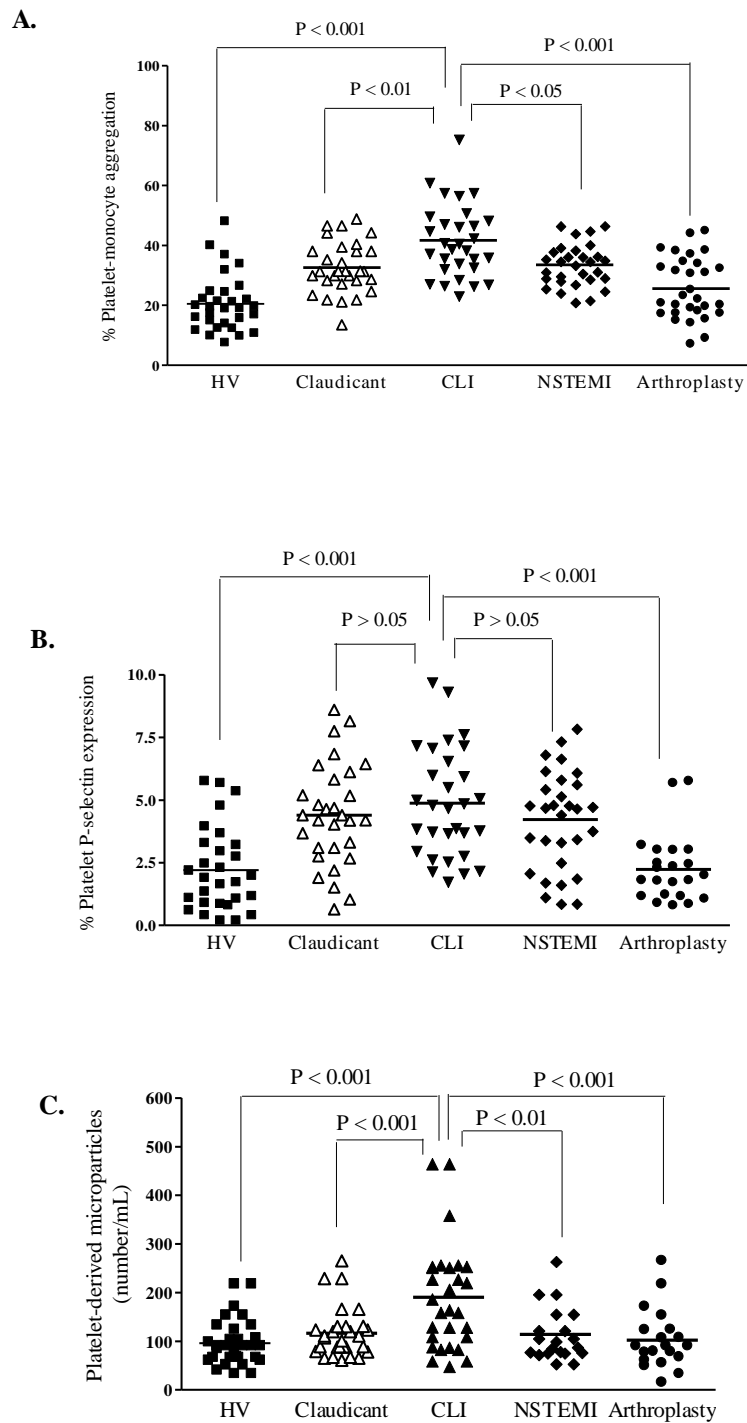 A.
P < 0.001
P < 0.001
P < 0.01
P < 0.05
% Platelet-monocyte aggregation
100
80
60
40
20
0
HV Claudicant CLI NSTEMI Arthroplasty
B.
P < 0.001
P < 0.001
P > 0.05
P > 0.05
% Platelet P-selectin expression
10.0
7.5
5.0
2.5
0.0
HV Claudicant CLI NSTEMI Arthroplasty
C.
P < 0.001
P < 0.001
P < 0.001
P < 0.01
Platelet-derived microparticles
(number/mL)
600
500
400
300
200
100
0
HV Claudicant CLI NSTEMI Arthroplasty